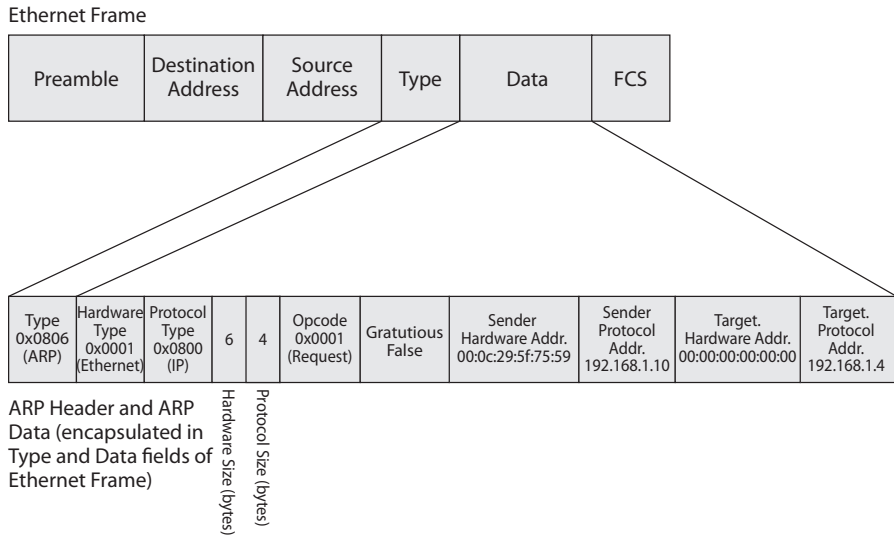 Ethernet Frame
Preamble
Destination
Address
Source
Address
Type
Data
FCS
Type
0x0806
(ARP)
Hardware
Type
0x0001
(Ethernet)
Protocol
Type
0x0800
(IP)
6
4
Opcode
0x0001
(Request)
Gratutious
False
Sender
Hardware Addr.
00:0c:29:5f:75:59
Sender
Protocol
Addr.
192.168.1.10
Target.
Hardware Addr.
00:00:00:00:00:00
Target.
Protocol
Addr.
192.168.1.4
ARP Header and ARP
Data (encapsulated in
Type and Data fields of
Ethernet Frame)
Hardware Size (bytes)
Protocol Size (bytes)